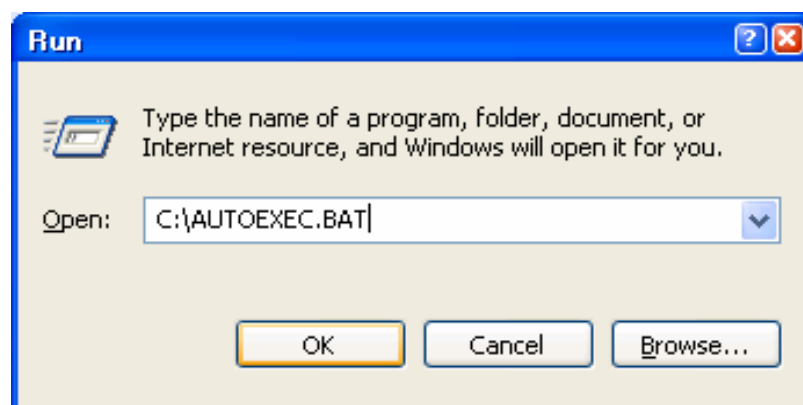 Run
Type the name of a program, folder, document, or
Internet resource, and Windows will open it for you.
Open: C:\AUTOEXEC.BAT
OK Cancel Browse...